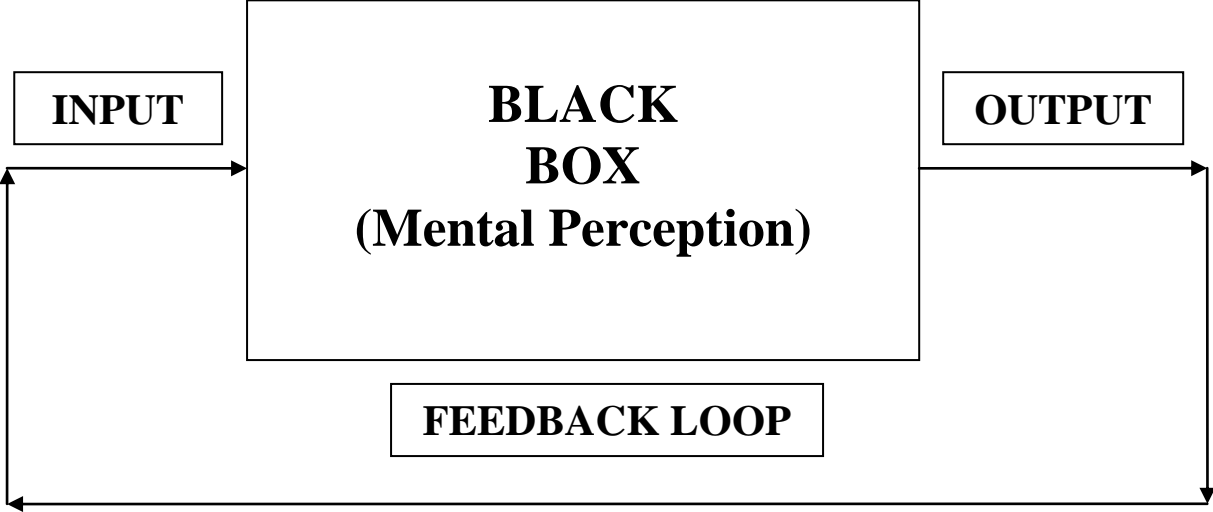 INPUT
BLACK
BOX
(Mental Perception)
OUTPUT
FEEDBACK LOOP